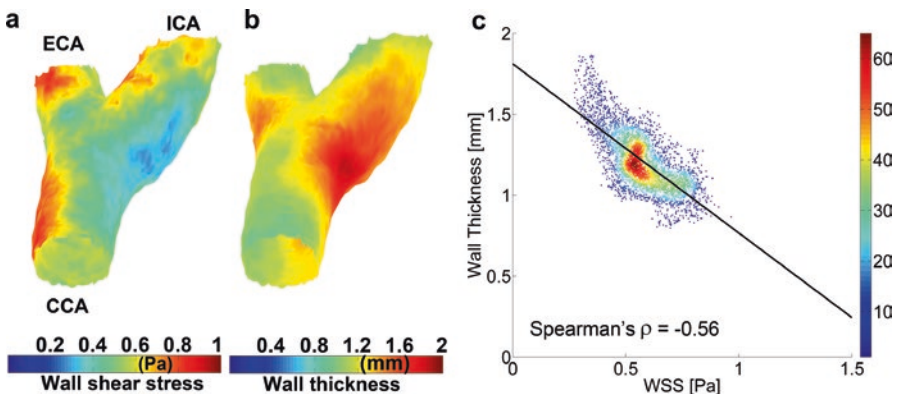 a
ECA
ICA
CCA
0.2 0.4 0.6 0.8 1
(Pa)
Wall shear stress
b
0.4 0.8 1.2 1.6 2
(mm)
Wall thickness
c
Wall Thickness [mm]
2
1.5
1
0.5
0
0 0.5 1 1.5
WSS [Pa]
Spearman's ρ = -0.56
60
50
40
30
20
10